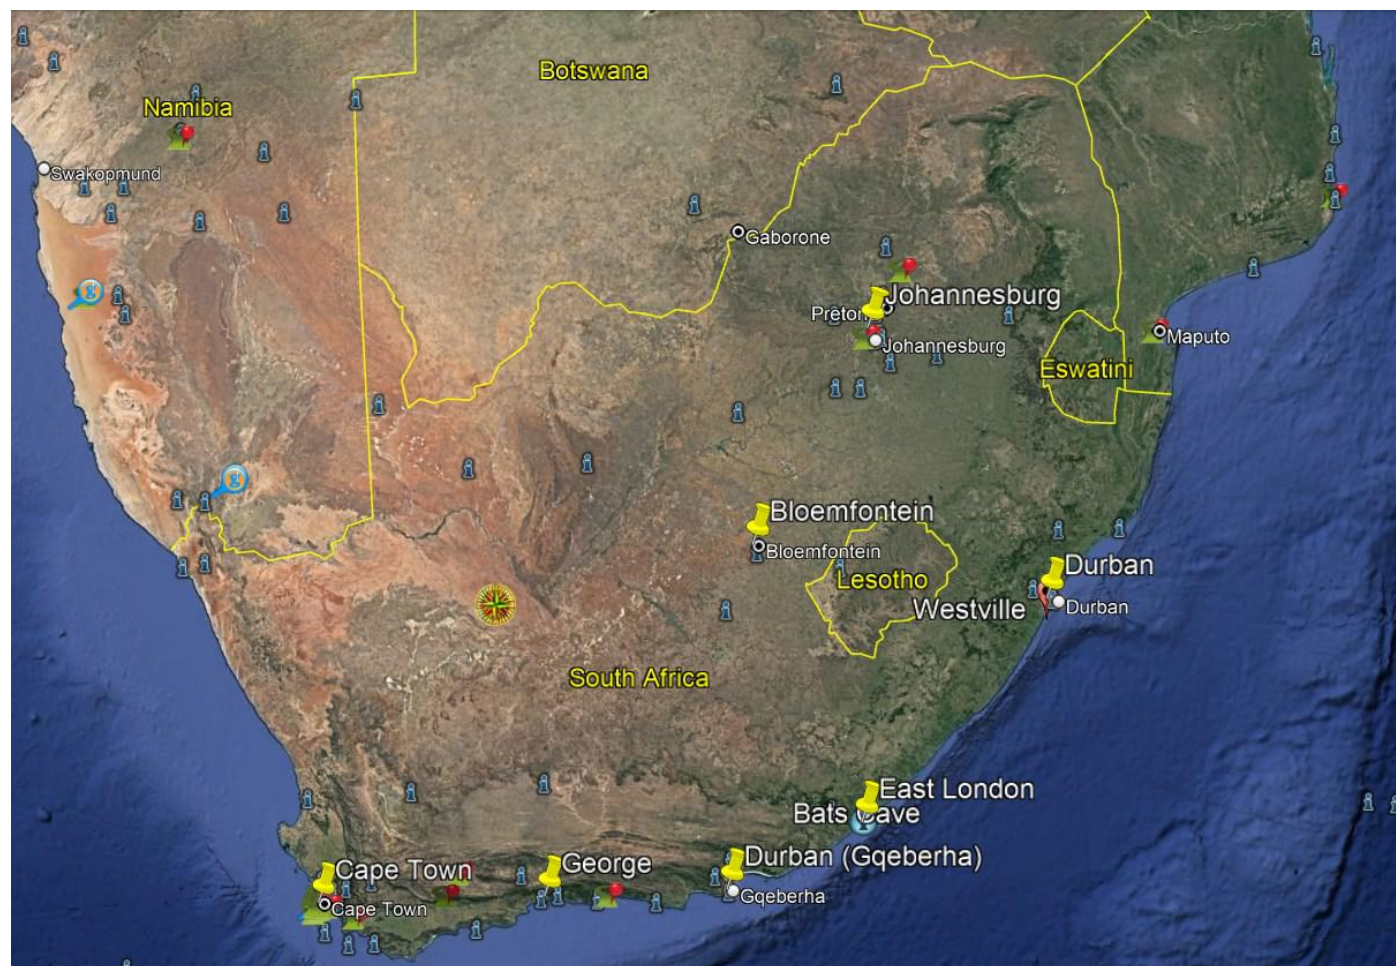 Botswana
Namibia
Swakopmund
Gaborone
Johannesburg
Pretori
Johannesburg
Maputo
Eswatini
Bloemfontein
Bloemfontein
Durban
Lesotho
Westville
Durban
South Africa
East London
Bats Cave
Durban (Gqeberha)
George
Cape Town
Gqeberha
Cape Town